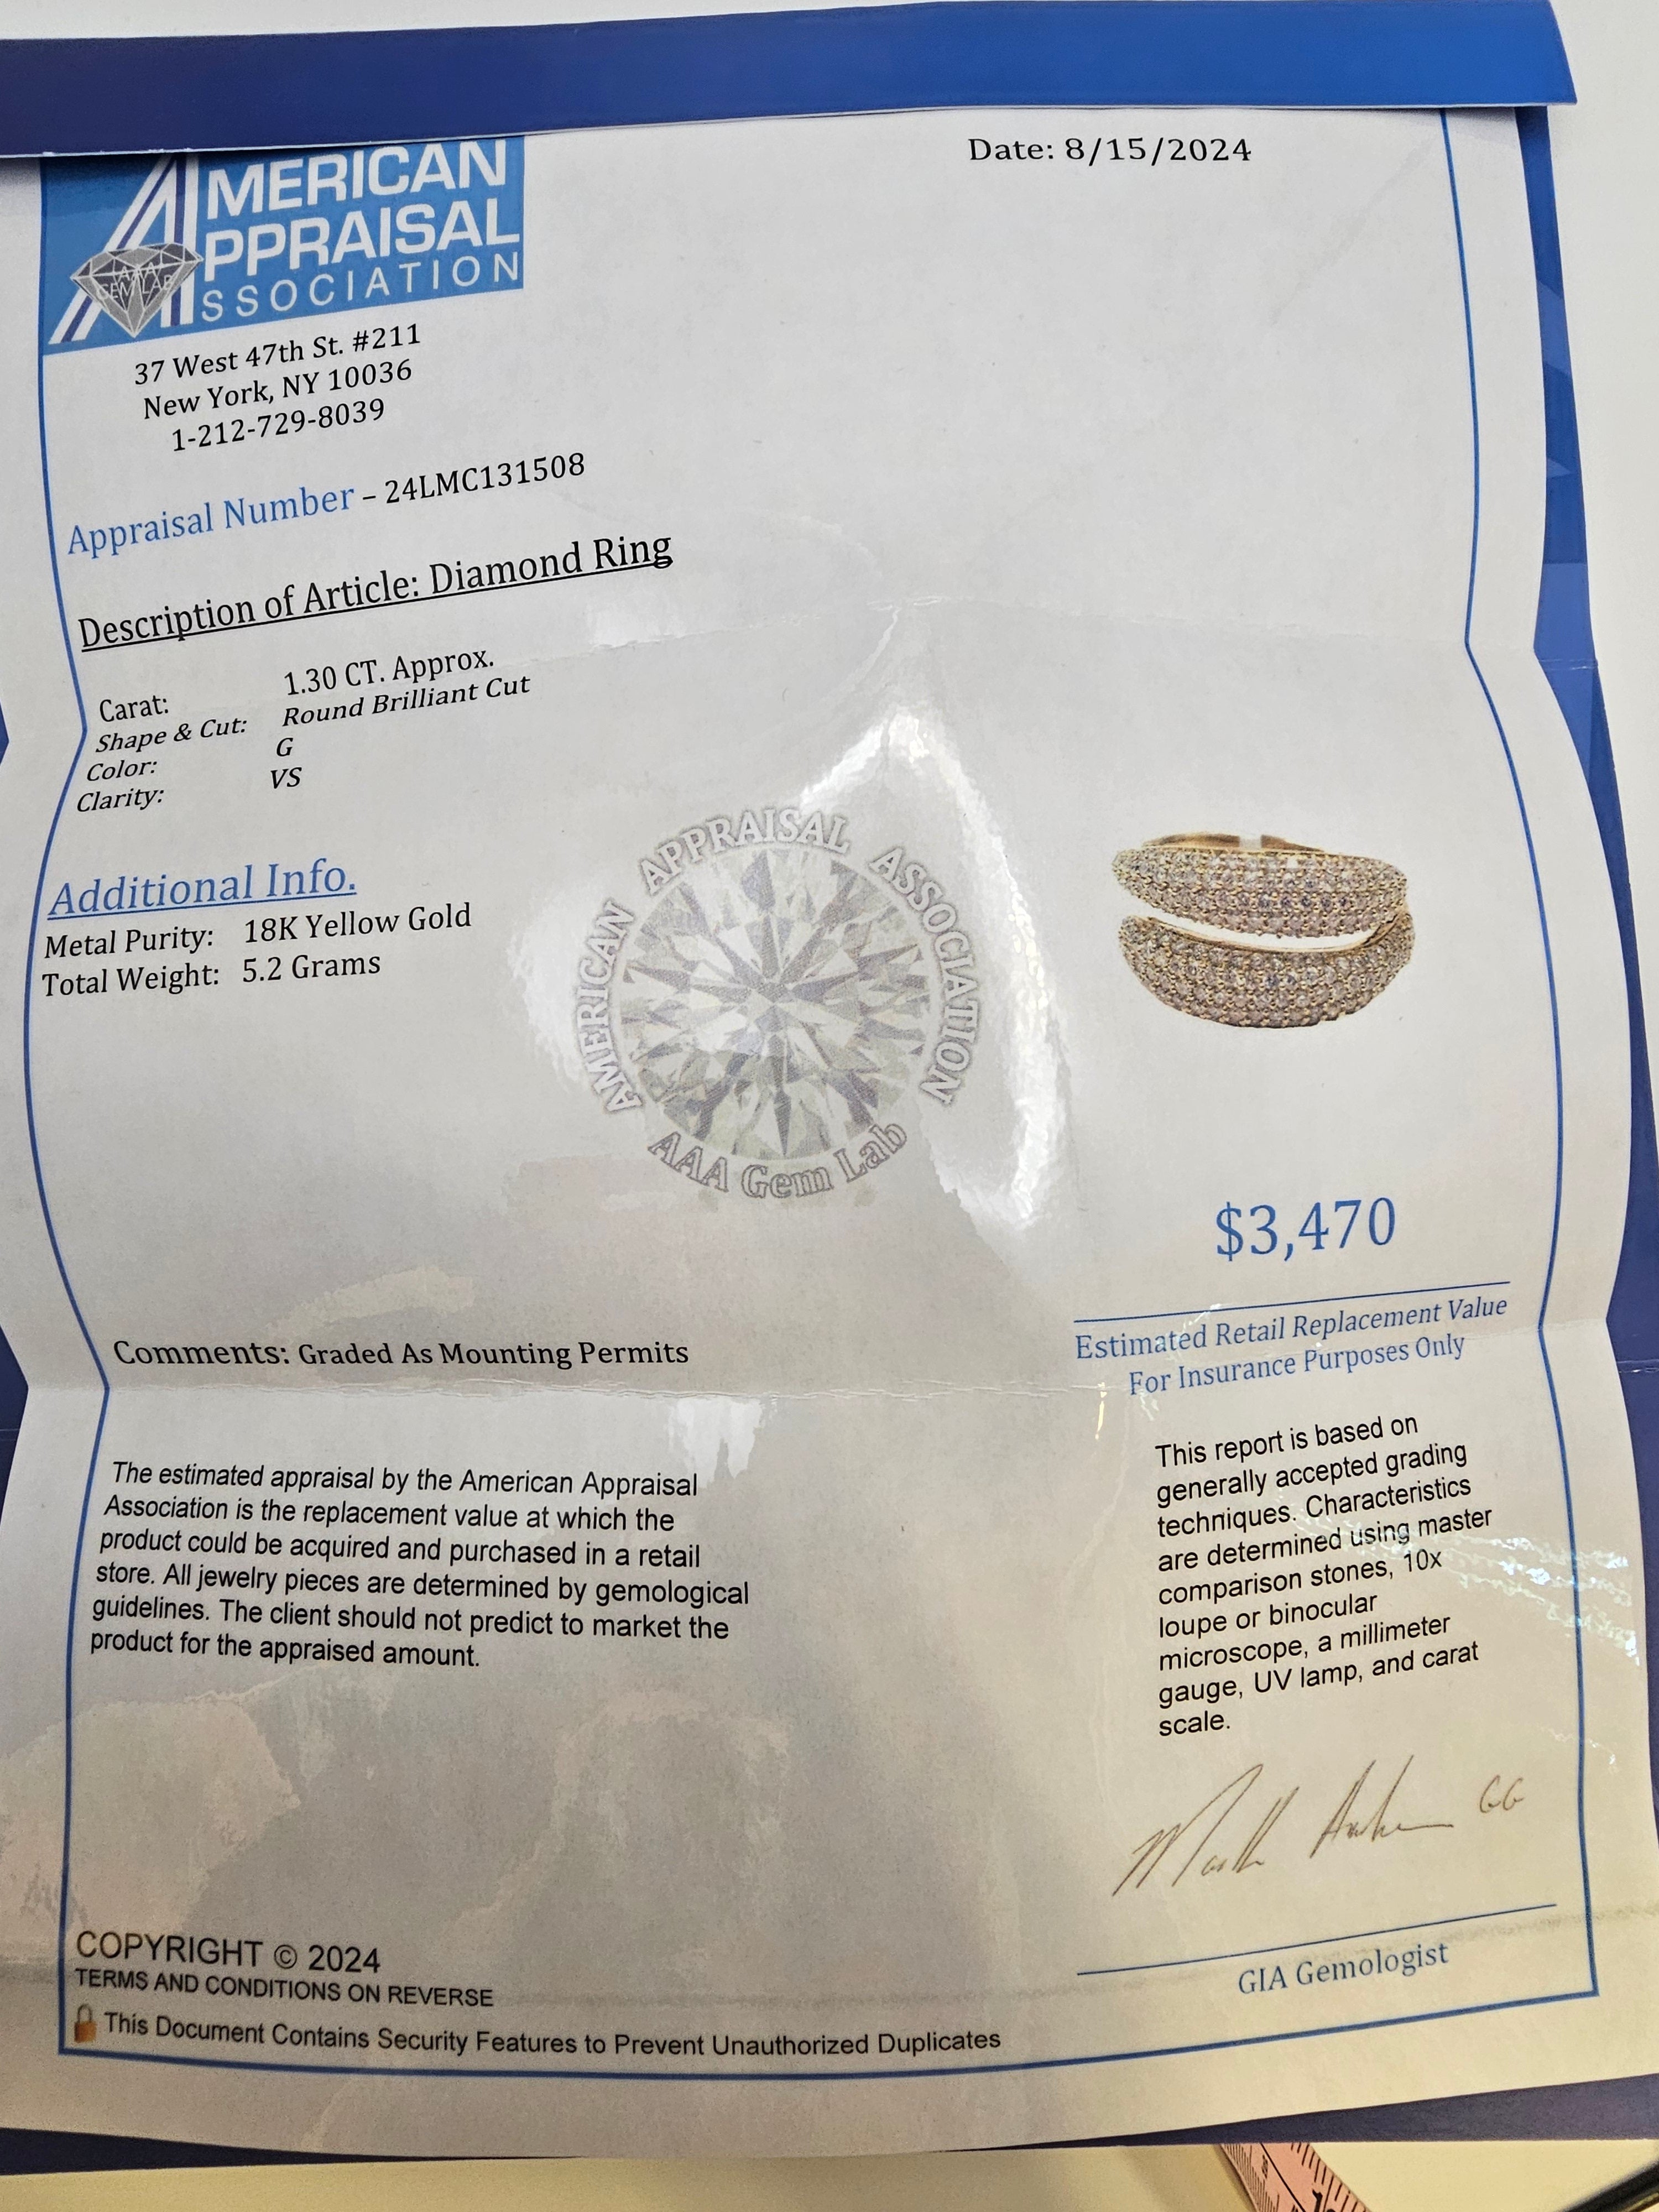 AMERICAN
APPRAISAL
ASSOCIATION
AAA
GEM LAB
Date: 8/15/2024
37 West 47th St. #211
New York, NY 10036
1-212-729-8039
Appraisal Number – 24LMC131508
Description of Article: Diamond Ring
Carat: 1.30 CT. Approx.
Shape & Cut: Round Brilliant Cut
Color: G
Clarity: VS
Additional Info.
Metal Purity: 18K Yellow Gold
Total Weight: 5.2 Grams
AMERICAN APPRAISAL ASSOCIATION
AAA Gem Lab
$3,470
Estimated Retail Replacement Value
For Insurance Purposes Only
Comments: Graded As Mounting Permits
The estimated appraisal by the American Appraisal
Association is the replacement value at which the
product could be acquired and purchased in a retail
store. All jewelry pieces are determined by gemological
guidelines. The client should not predict to market the
product for the appraised amount.
This report is based on
generally accepted grading
techniques. Characteristics
are determined using master
comparison stones, 10x
loupe or binocular
microscope, a millimeter
gauge, UV lamp, and carat
scale.
GG
GIA Gemologist
COPYRIGHT © 2024
TERMS AND CONDITIONS ON REVERSE
This Document Contains Security Features to Prevent Unauthorized Duplicates